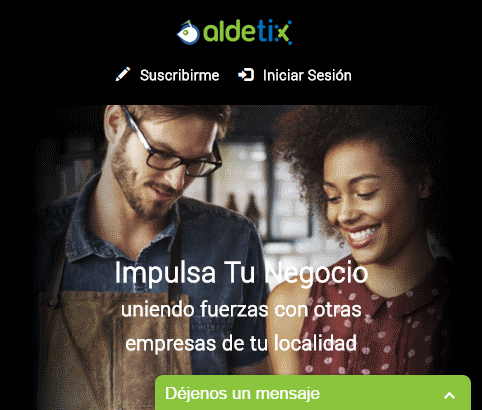 aldetix
Suscribirme Iniciar Sesión
Impulsa Tu Negocio
uniendo fuerzas con otras
empresas de tu localidad
Déjenos un mensaje